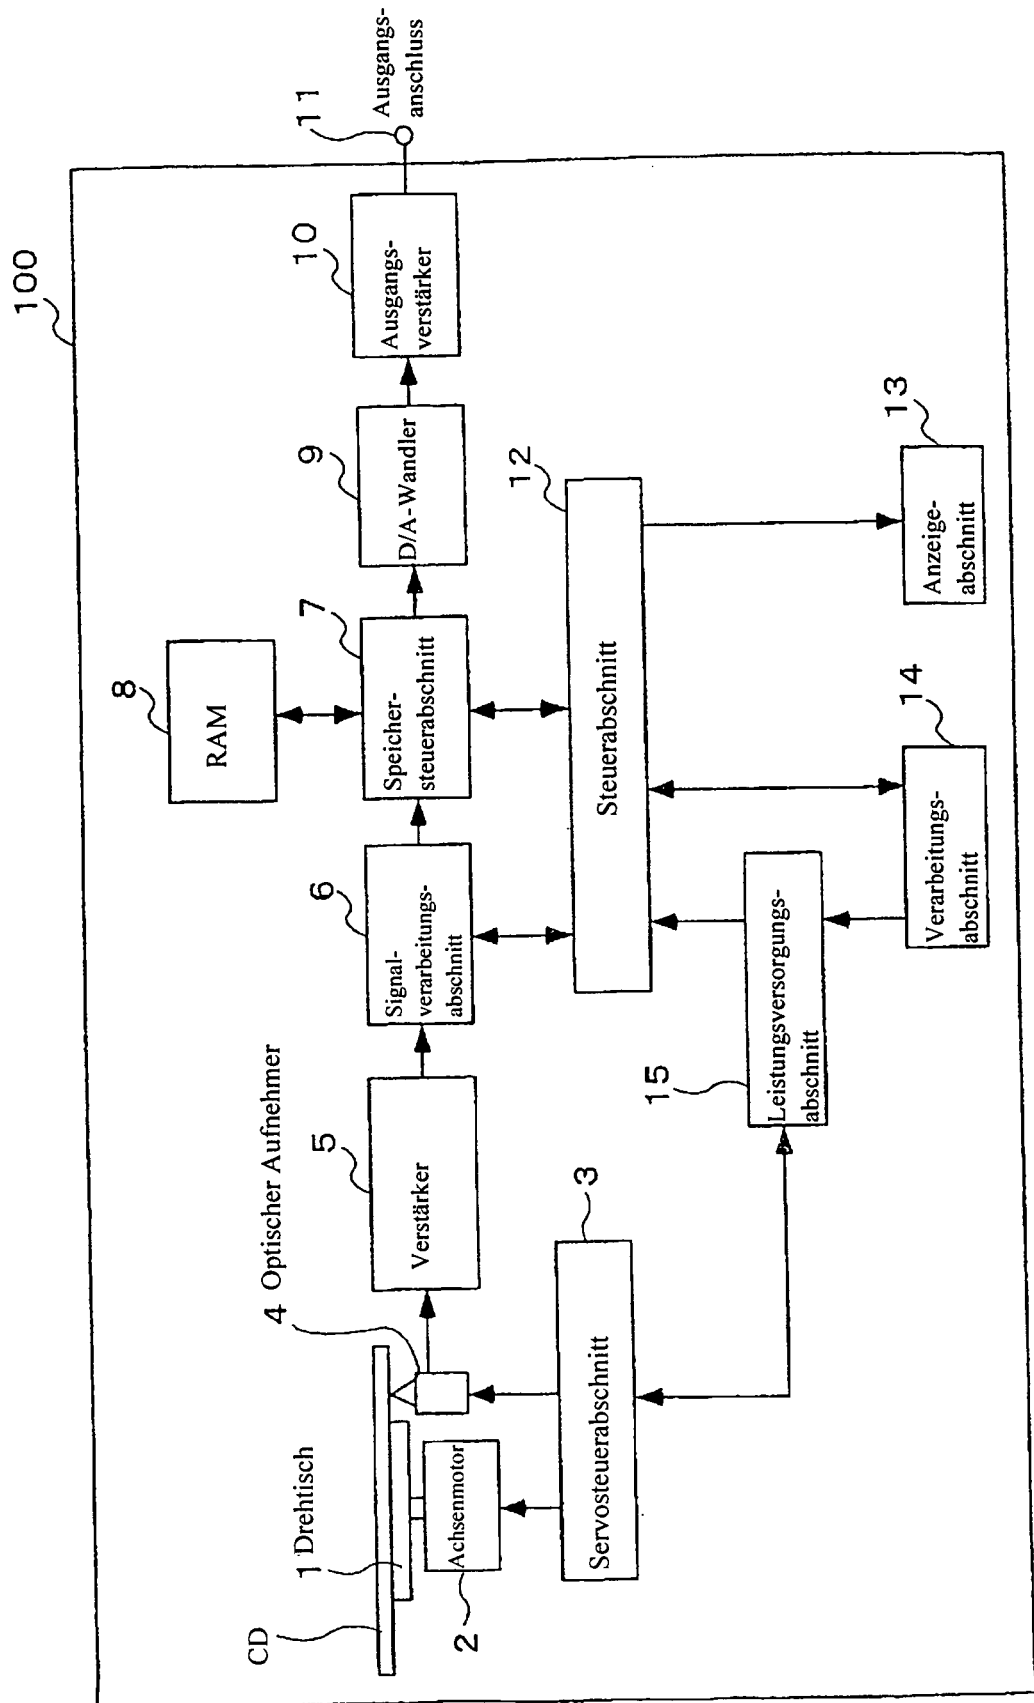 100
CD
1 Drehtisch
2
Achsenmotor
4 Optischer Aufnehmer
3
Servosteuerabschnitt
5
Verstärker
6
Signal-
verarbeitungs-
abschnitt
7
Speicher-
steuerabschnitt
8
RAM
9
D/A-Wandler
10
Ausgangs-
verstärker
11
Ausgangs-
anschluss
12
Steuerabschnitt
13
Anzeige-
abschnitt
14
Verarbeitungs-
abschnitt
15
Leistungsversorgungs-
abschnitt